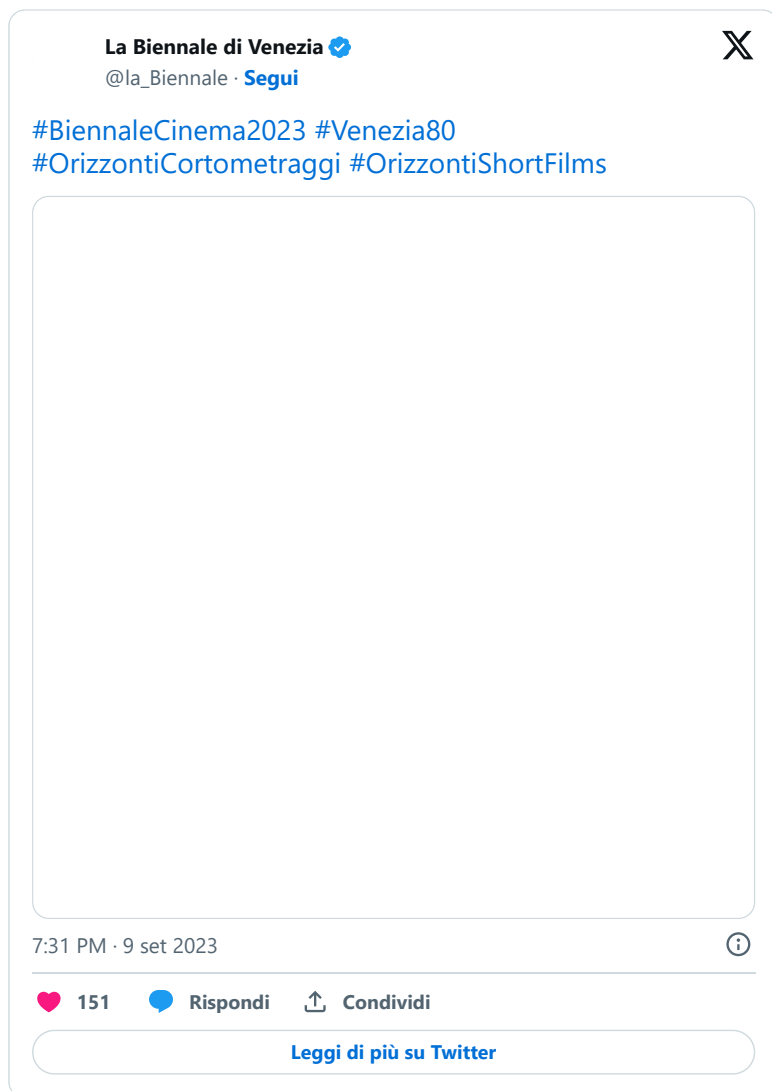 La Biennale di Venezia
@la_Biennale · Segui
#BiennaleCinema2023 #Venezia80
#OrizzontiCortometraggi #OrizzontiShortFilms
7:31 PM · 9 set 2023
151 Rispondi Condividi
Leggi di più su Twitter